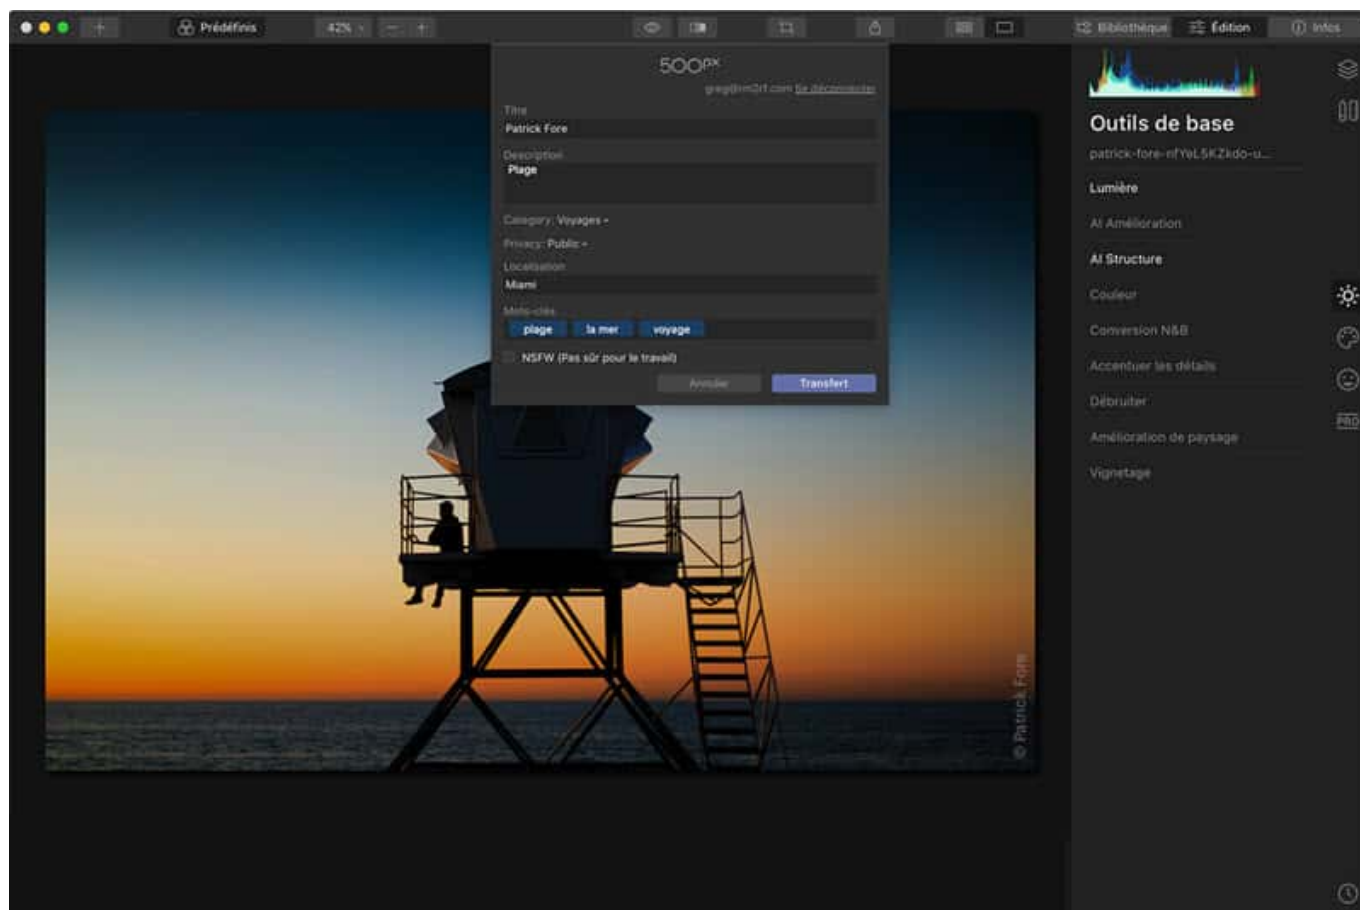 Prédéfinis 42% Bibliothèque Édition Infos
500px
Se déconnecter
Titre
Patrick Fore
Description
Plage
Category: Voyages
Privacy: Public
Localisation
Miami
Mots-clés
plage la mer voyage
NSFW (Pas sûr pour le travail)
Annuler Transfert
© Patrick Fore
Outils de base
Lumière
AI Amélioration
AI Structure
Couleur
Conversion N&B
Accentuer les détails
Débruiter
Amélioration de paysage
Vignetage
PRO